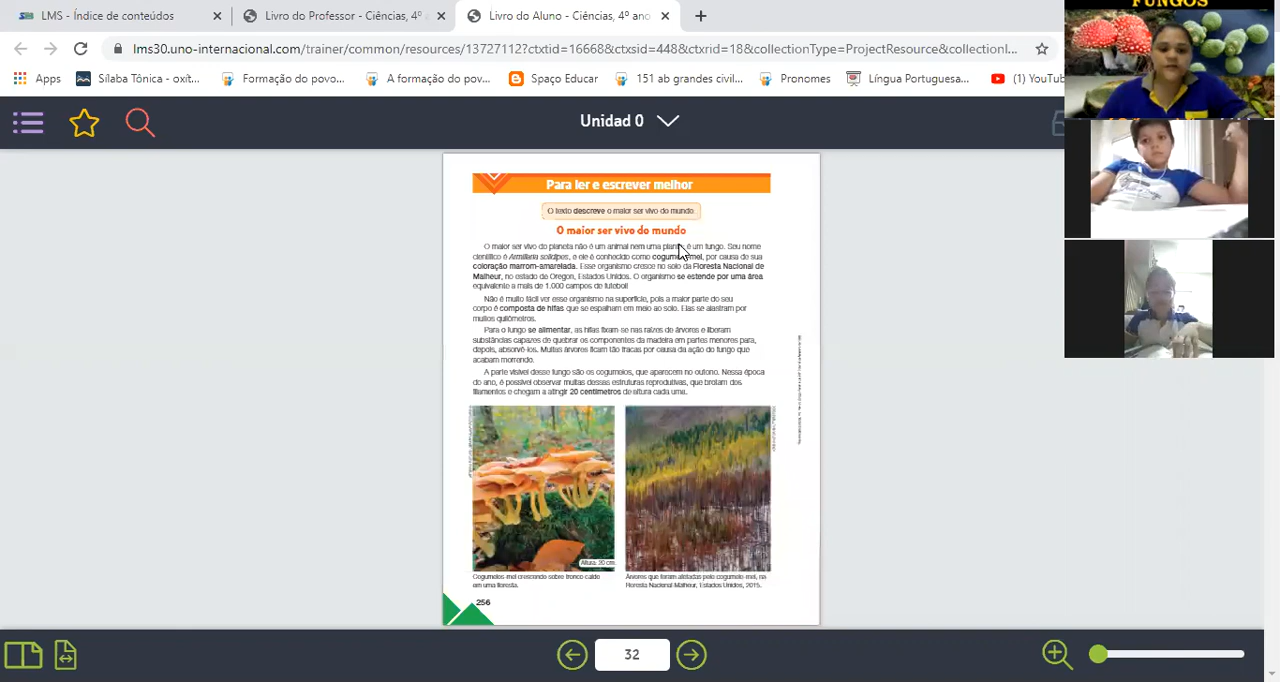 LMS - Índice de conteúdos
Livro do Professor - Ciências, 4º a
Livro do Aluno - Ciências, 4º ano
FUNGOS
lms30.uno-internacional.com/trainer/common/resources/13727112?ctxtid=16668&ctxsid=448&ctxrid=18&collectionType=ProjectResource&collectionI...
Apps
Sílaba Tônica - oxít...
Formação do povo...
A formação do pov...
Spaço Educar
151 ab grandes civil...
Pronomes
Língua Portuguesa...
(1) YouTub
Unidad 0
Para ler e escrever melhor
O texto descreve o maior ser vivo do mundo.
O maior ser vivo do mundo
O maior ser vivo do planeta não é um animal nem uma planta, é um fungo. Seu nome
científico é Armillaria solidipes, e ele é conhecido como cogumelo-mel, por causa de sua
coloração marrom-amarelada. Esse organismo cresce no solo da Floresta Nacional de
Malheur, no estado de Oregon, Estados Unidos. O organismo se estende por uma área
equivalente a mais de 1.000 campos de futebol!
Não é muito fácil ver esse organismo na superfície, pois a maior parte do seu
corpo é composta de hifas que se espalham em meio ao solo. Elas se alastram por
muitos quilômetros.
Para o fungo se alimentar, as hifas fixam-se nas raízes de árvores e liberam
substâncias capazes de quebrar os componentes da madeira em partes menores para,
depois, absorvê-los. Muitas árvores ficam tão fracas por causa da ação do fungo que
acabam morrendo.
A parte visível desse fungo são os cogumelos, que aparecem no outono. Nessa época
do ano, é possível observar muitas dessas estruturas reprodutivas, que brotam dos
filamentos e chegam a atingir 20 centímetros de altura cada uma.
Altura: 20 cm
Cogumelos-mel crescendo sobre tronco caído
em uma floresta.
Árvores que foram afetadas pelo cogumelo-mel, na
Floresta Nacional Malheur, Estados Unidos, 2015.
256
32